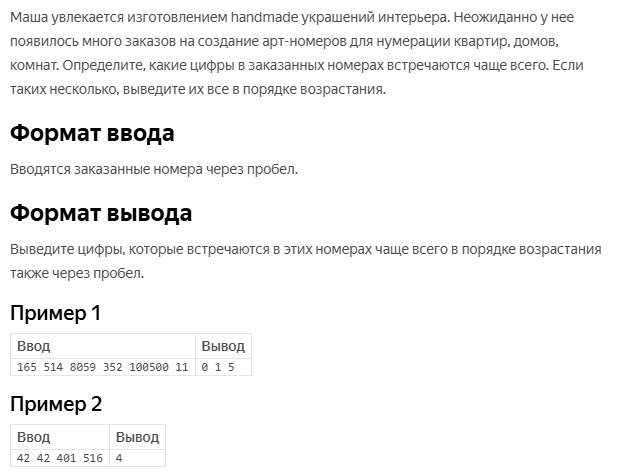 Маша увлекается изготовлением handmade украшений интерьера. Неожиданно у нее
появилось много заказов на создание арт-номеров для нумерации квартир, домов,
комнат. Определите, какие цифры в заказанных номерах встречаются чаще всего. Если
таких несколько, выведите их все в порядке возрастания.
Формат ввода
Вводятся заказанные номера через пробел.
Формат вывода
Выведите цифры, которые встречаются в этих номерах чаще всего в порядке возрастания
также через пробел.
Пример 1
Ввод Вывод
165 514 8059 352 100500 11 0 1 5
Пример 2
Ввод Вывод
42 42 401 516 4